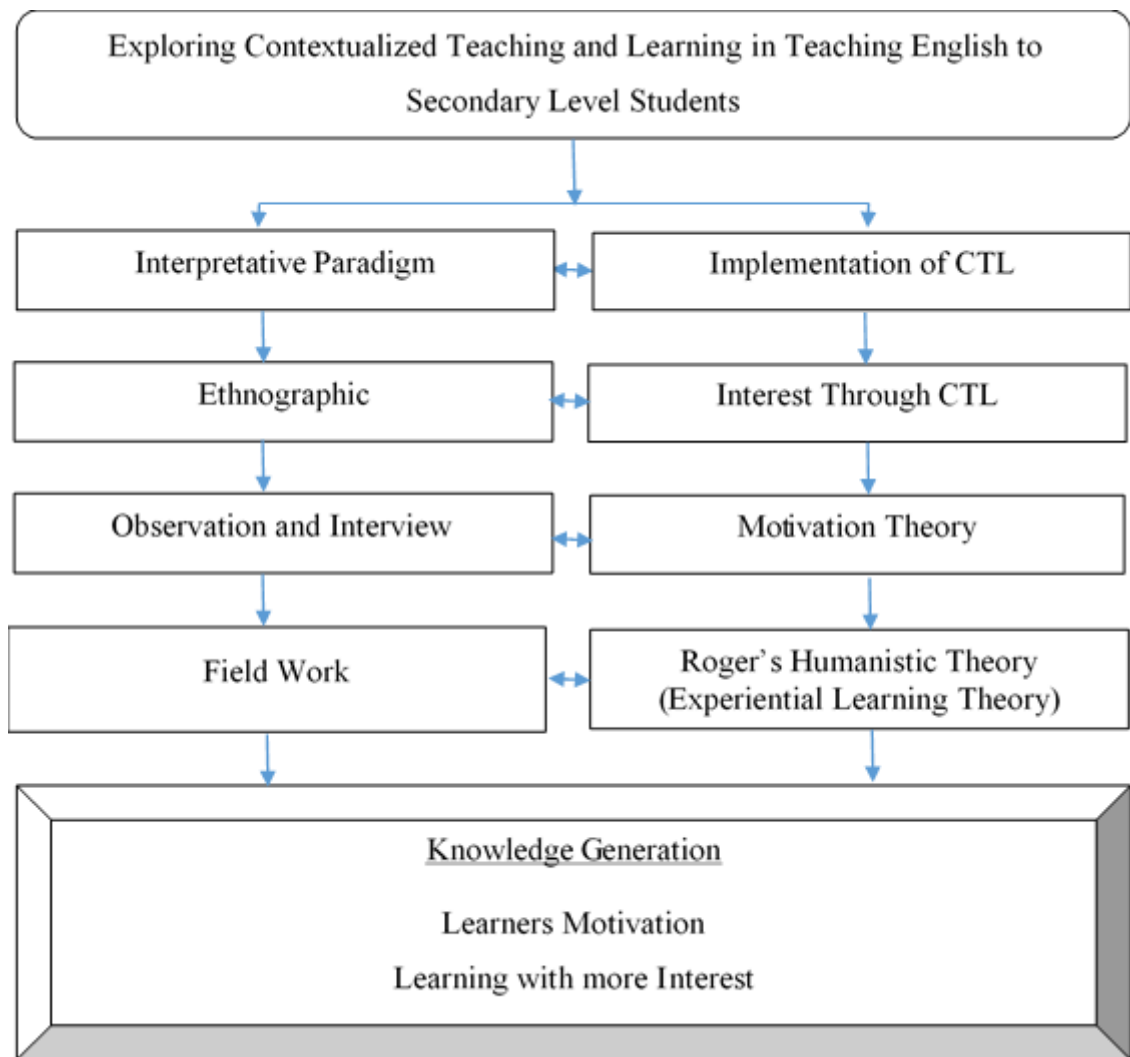 Exploring Contextualized Teaching and Learning in Teaching English to
Secondary Level Students
Interpretative Paradigm
Implementation of CTL
Ethnographic
Interest Through CTL
Observation and Interview
Motivation Theory
Field Work
Roger’s Humanistic Theory
(Experiential Learning Theory)
Knowledge Generation
Learners Motivation
Learning with more Interest